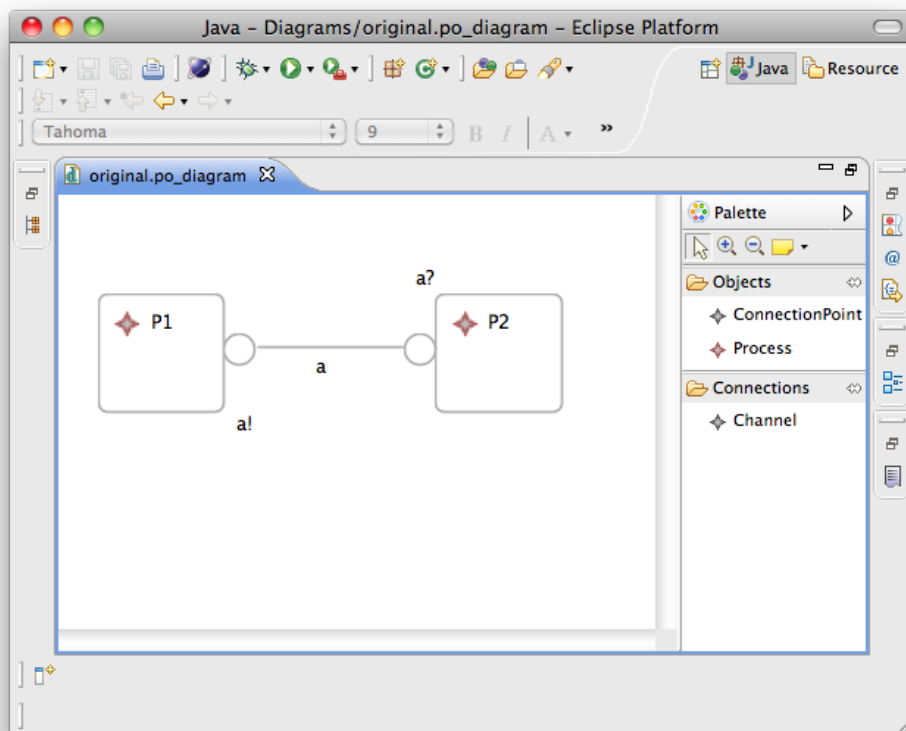 Java – Diagrams/original.po_diagram – Eclipse Platform
Java Resource
Tahoma 9 B I A »
original.po_diagram
Palette
Objects
ConnectionPoint
Process
Connections
Channel
a?
P1 P2
a
a!